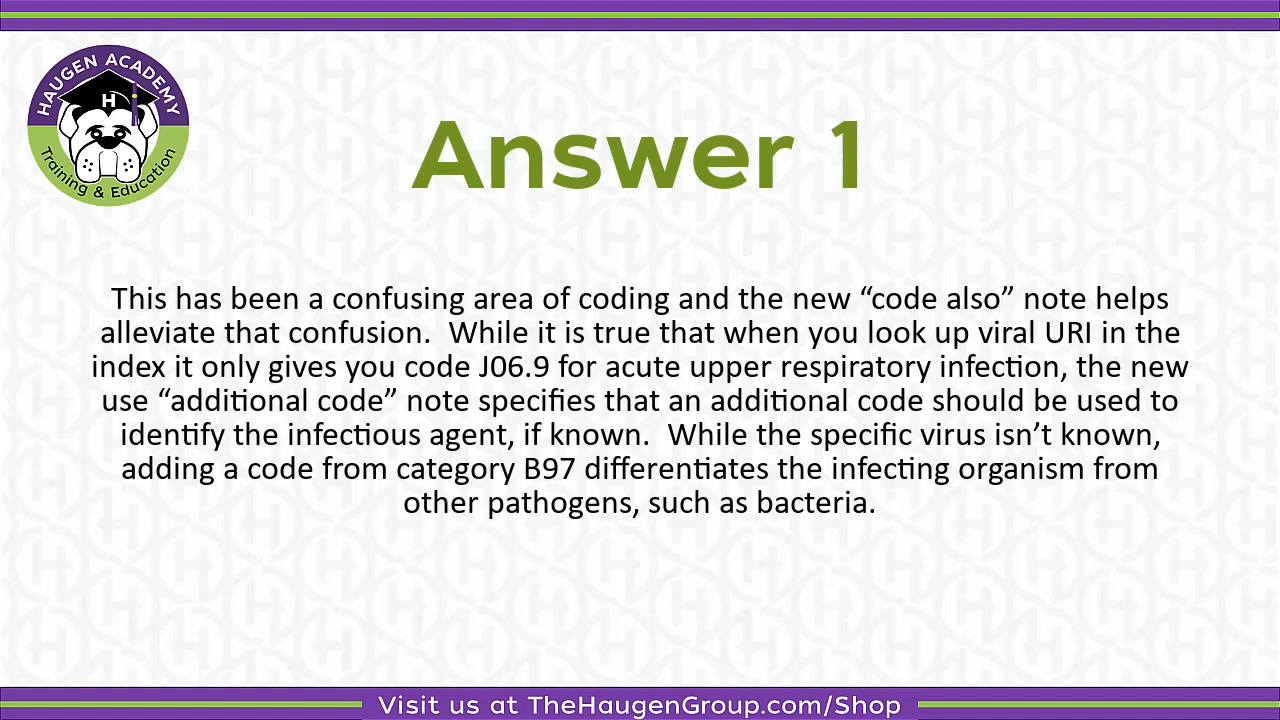 HAUGEN ACADEMY
H
Training & Education
Answer 1
This has been a confusing area of coding and the new “code also” note helps
alleviate that confusion.  While it is true that when you look up viral URI in the
index it only gives you code J06.9 for acute upper respiratory infection, the new
use “additional code” note specifies that an additional code should be used to
identify the infectious agent, if known.  While the specific virus isn’t known,
adding a code from category B97 differentiates the infecting organism from
other pathogens, such as bacteria.
Visit us at TheHaugenGroup.com/Shop